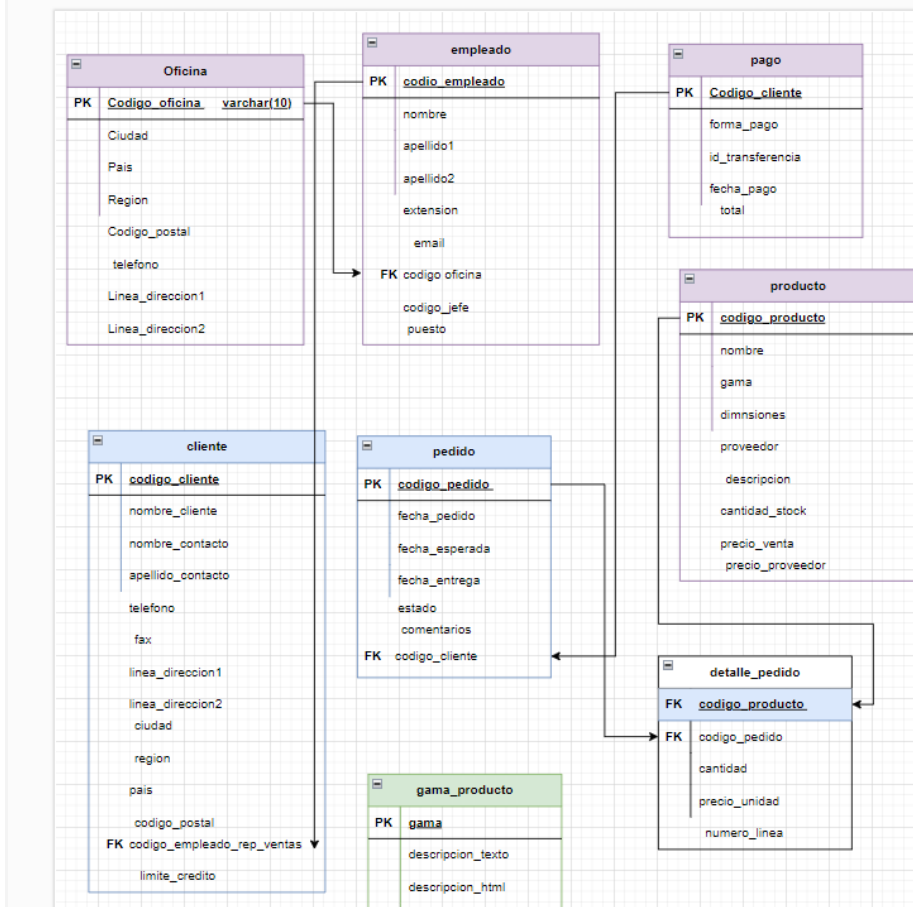 Oficina
PK Codigo_oficina varchar(10)
Ciudad
Pais
Region
Codigo_postal
telefono
Linea_direccion1
Linea_direccion2
empleado
PK codio_empleado
nombre
apellido1
apellido2
extension
email
FK codigo oficina
codigo_jefe
puesto
pago
PK Codigo_cliente
forma_pago
id_transferencia
fecha_pago
total
producto
PK codigo_producto
nombre
gama
dimnsiones
proveedor
descripcion
cantidad_stock
precio_venta
precio_proveedor
cliente
PK codigo_cliente
nombre_cliente
nombre_contacto
apellido_contacto
telefono
fax
linea_direccion1
linea_direccion2
ciudad
region
pais
codigo_postal
FK codigo_empleado_rep_ventas
limite_credito
pedido
PK codigo_pedido
fecha_pedido
fecha_esperada
fecha_entrega
estado
comentarios
FK codigo_cliente
detalle_pedido
FK codigo_producto
FK codigo_pedido
cantidad
precio_unidad
numero_linea
gama_producto
PK gama
descripcion_texto
descripcion_html